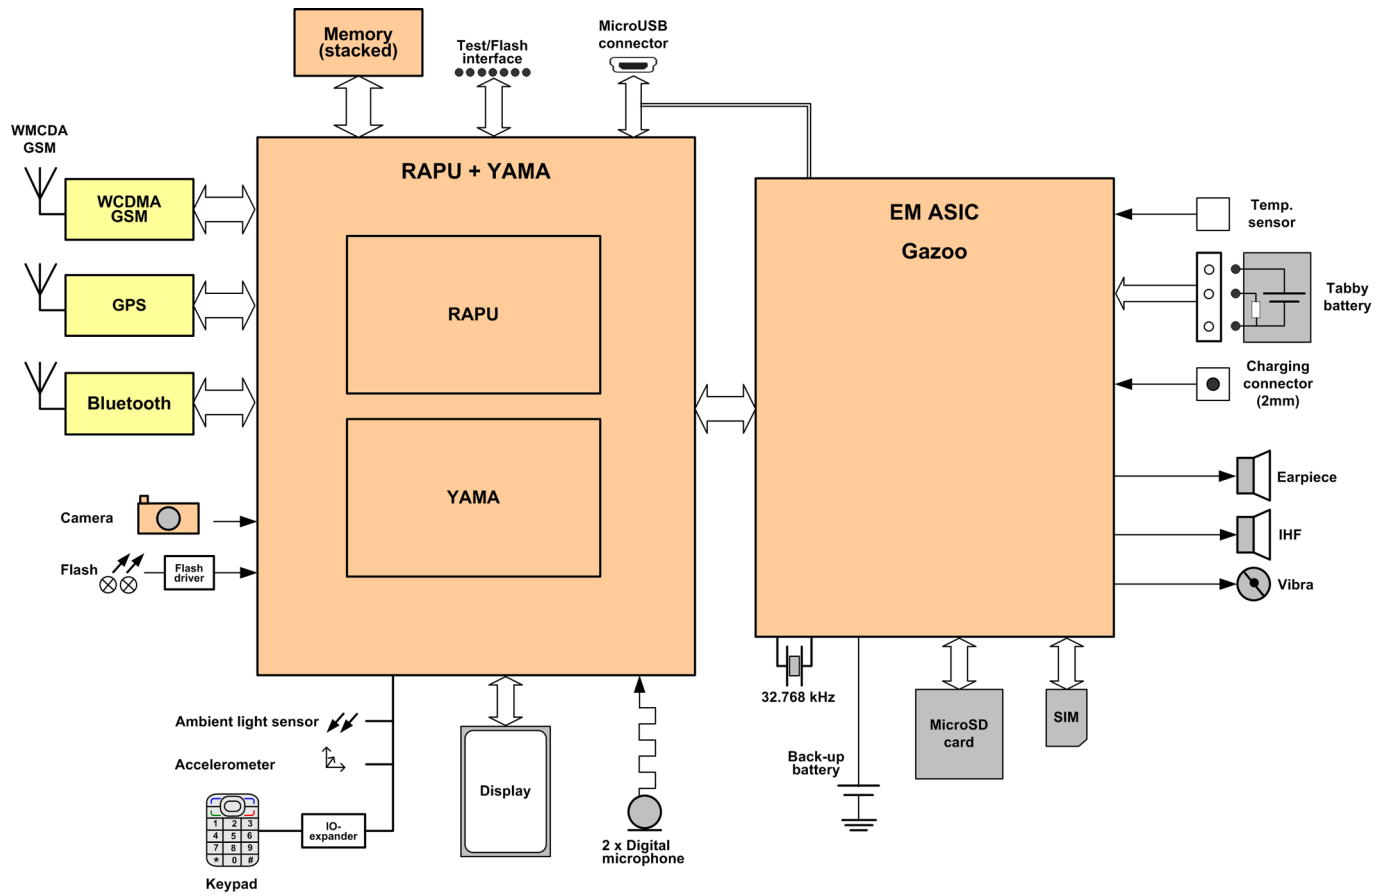 Memory
(stacked)
Test/Flash
interface
MicroUSB
connector
WMCDA
GSM
RAPU + YAMA
WCDMA
GSM
EM ASIC
Gazoo
Temp.
sensor
GPS
RAPU
Tabby
battery
Bluetooth
Charging
connector
(2mm)
YAMA
Earpiece
Camera
IHF
Flash
Flash
driver
Vibra
32.768 kHz
Ambient light sensor
MicroSD
card
SIM
Accelerometer
Back-up
battery
Display
IO-
expander
1 2 3
4 5 6
7 8 9
* 0 #
2 x Digital
microphone
Keypad